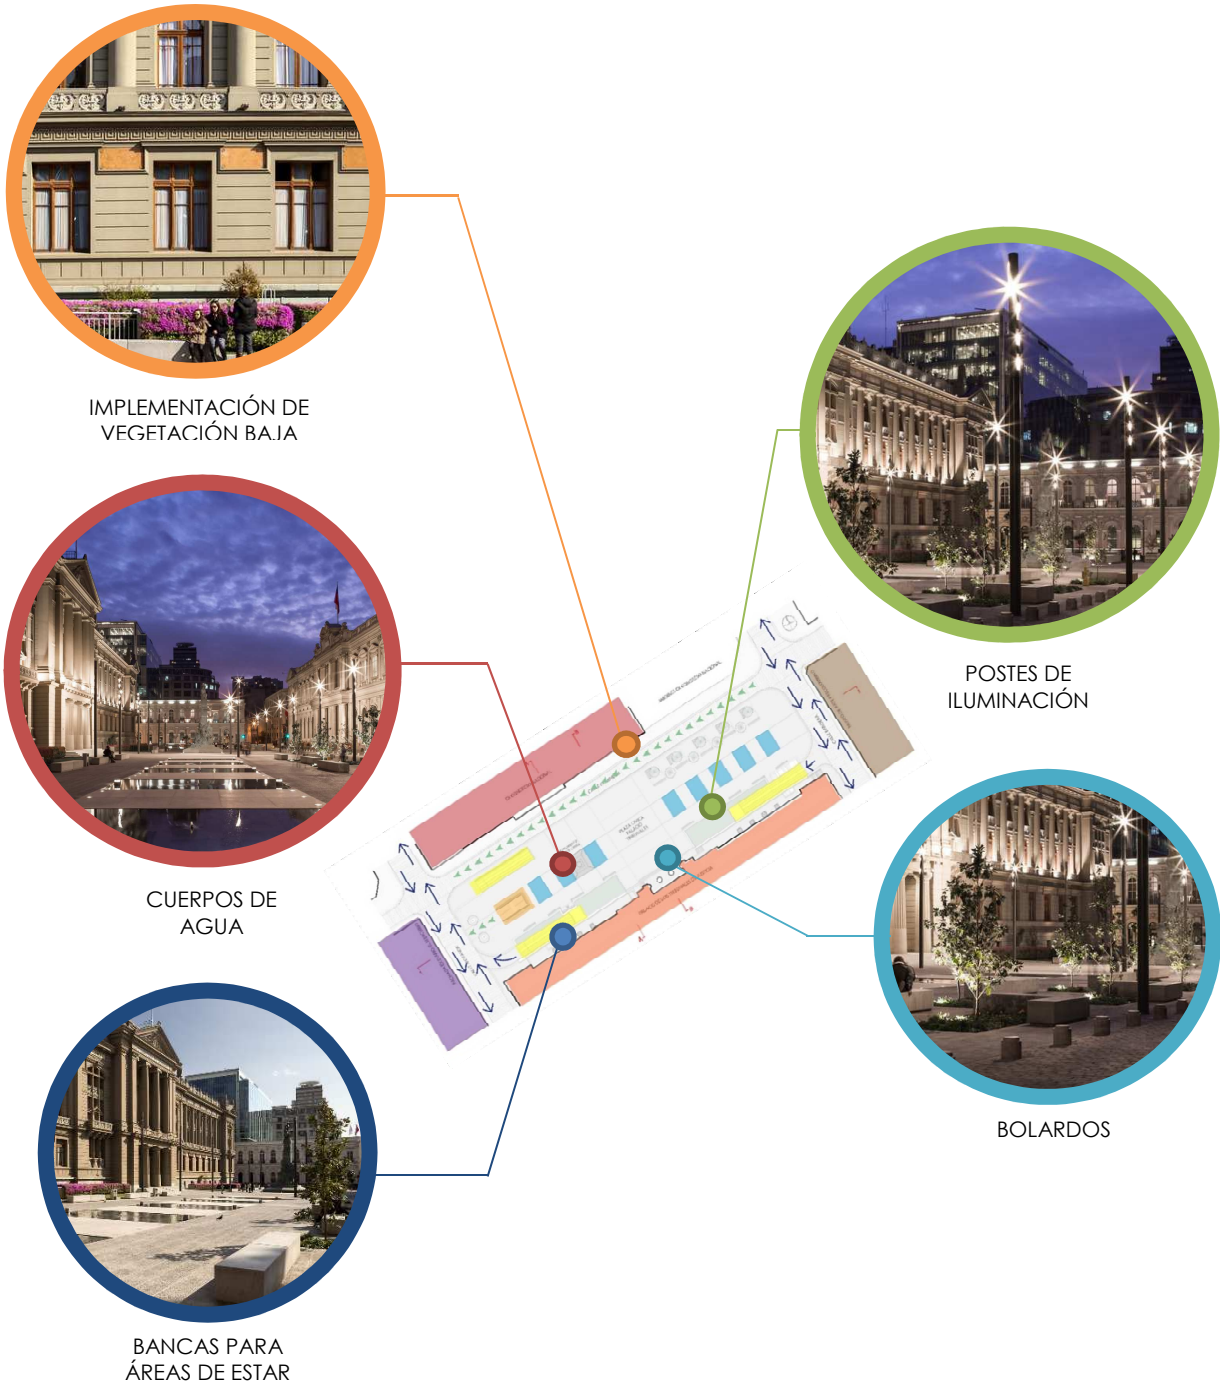 IMPLEMENTACIÓN DE
VEGETACIÓN BAJA
CUERPOS DE
AGUA
BANCAS PARA
ÁREAS DE ESTAR
POSTES DE
ILUMINACIÓN
BOLARDOS